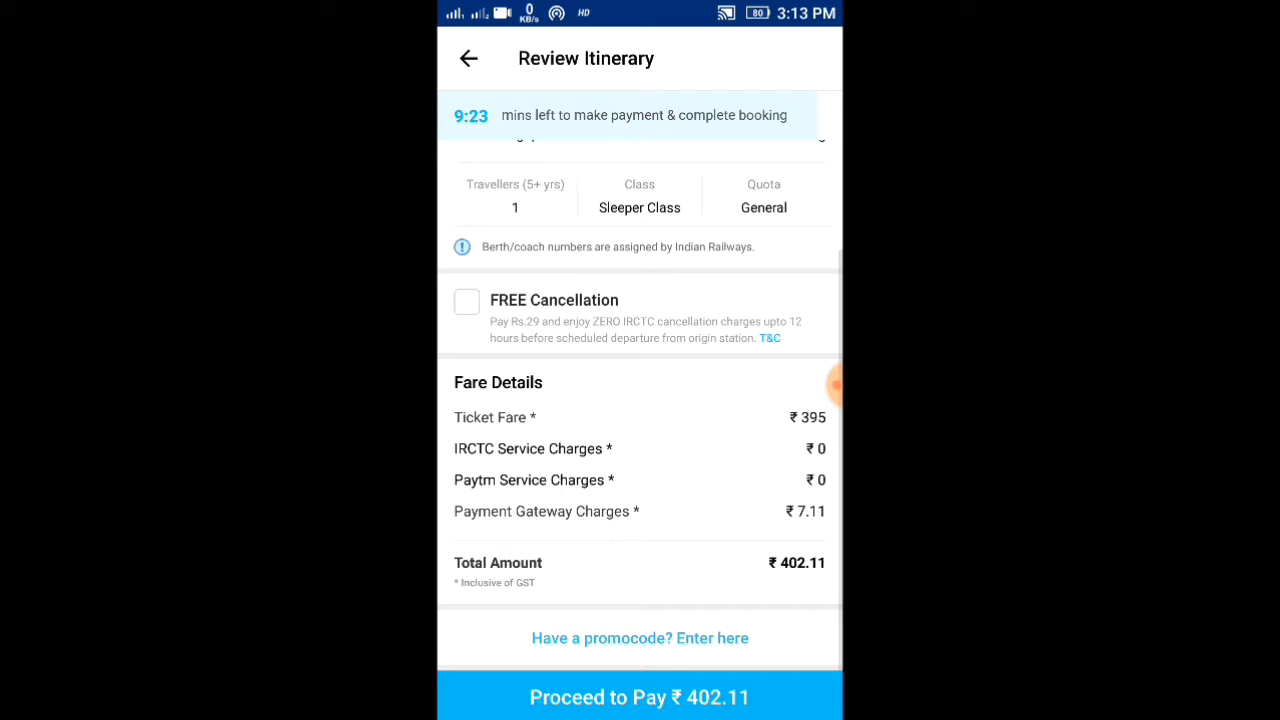 0
KB/s
HD
80
3:13 PM
Review Itinerary
9:23 mins left to make payment & complete booking
Travellers (5+ yrs) Class Quota
1 Sleeper Class General
Berth/coach numbers are assigned by Indian Railways.
FREE Cancellation
Pay Rs.29 and enjoy ZERO IRCTC cancellation charges upto 12
hours before scheduled departure from origin station. T&C
Fare Details
Ticket Fare * ₹ 395
IRCTC Service Charges * ₹ 0
Paytm Service Charges * ₹ 0
Payment Gateway Charges * ₹ 7.11
Total Amount ₹ 402.11
* Inclusive of GST
Have a promocode? Enter here
Proceed to Pay ₹ 402.11